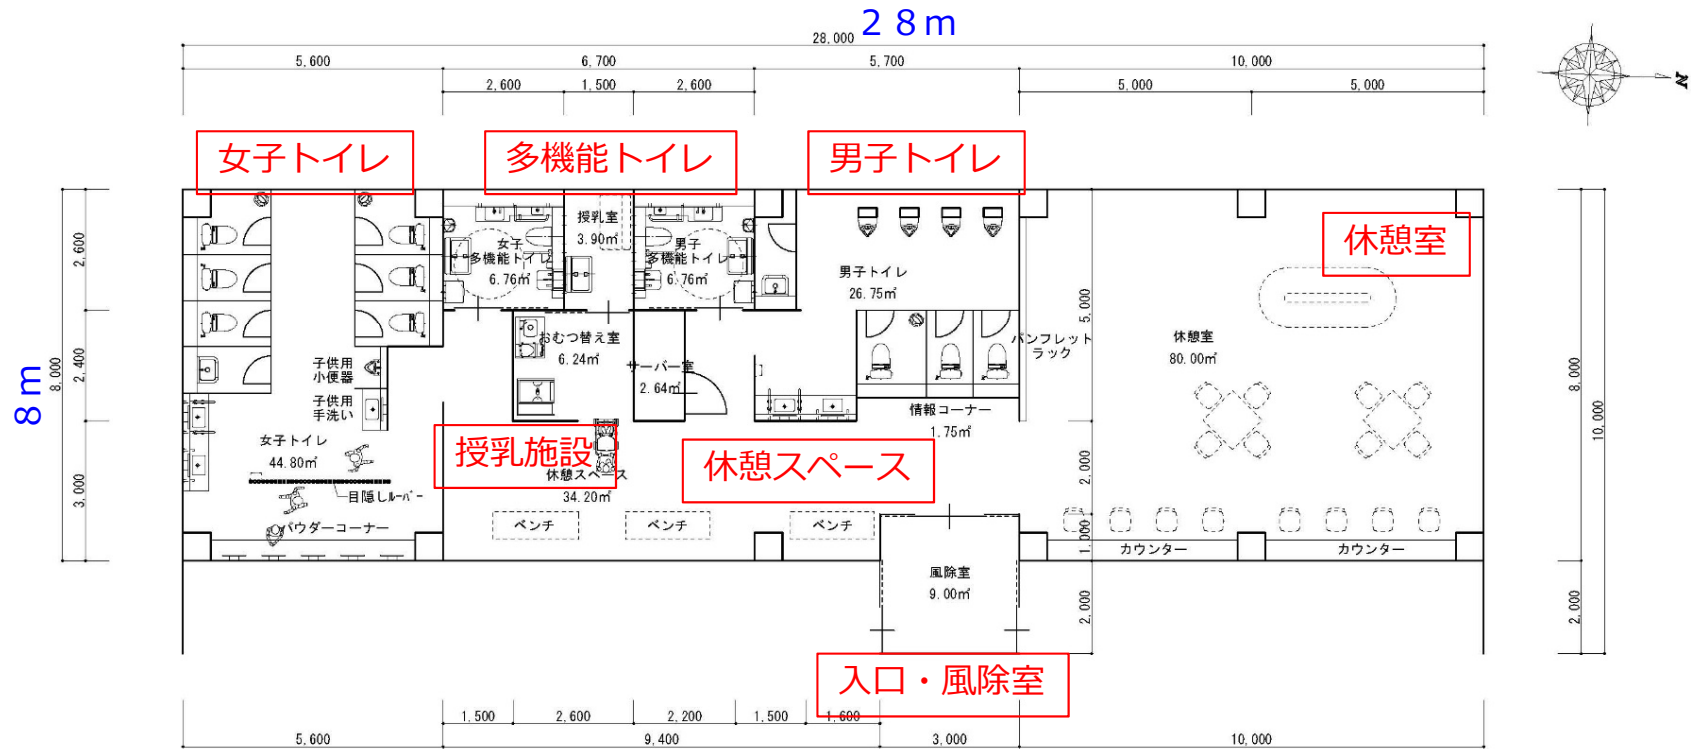 ２８ｍ
28,000
5,600
6,700
5,700
10,000
2,600
1,500
2,600
5,000
5,000
N
女子トイレ
多機能トイレ
男子トイレ
休憩室
授乳室
3.90㎡
女子
多機能トイレ
6.76㎡
男子
多機能トイレ
6.76㎡
男子トイレ
26.75㎡
2,600
2,400
3,000
8,000
８ｍ
おむつ替え室
6.24㎡
サーバー室
2.64㎡
パンフレット
ラック
休憩室
80.00㎡
5,000
2,000
1,000
2,000
8,000
2,000
10,000
子供用
小便器
子供用
手洗い
情報コーナー
1.75㎡
女子トイレ
44.80㎡
授乳施設
休憩スペース
休憩スペース
34.20㎡
目隠しルーバー
パウダーコーナー
ベンチ
ベンチ
ベンチ
カウンター
カウンター
風除室
9.00㎡
入口・風除室
1,500
2,600
2,200
1,500
1,600
5,600
9,400
3,000
10,000